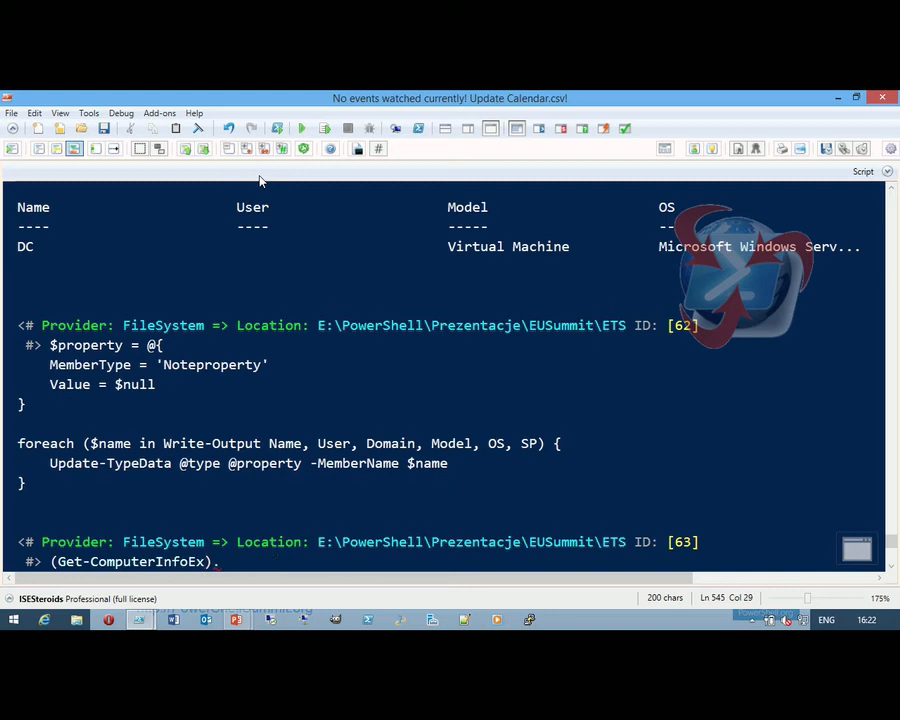 No events watched currently! Update Calendar.csv!
File Edit View Tools Debug Add-ons Help
Script
Name User Model OS
---- ---- ----- --
DC Virtual Machine Microsoft Windows Serv...
<# Provider: FileSystem => Location: E:\PowerShell\Prezentacje\EUSummit\ETS ID: [62]
#> $property = @{
MemberType = 'Noteproperty'
Value = $null
}
foreach ($name in Write-Output Name, User, Domain, Model, OS, SP) {
Update-TypeData @type @property -MemberName $name
}
<# Provider: FileSystem => Location: E:\PowerShell\Prezentacje\EUSummit\ETS ID: [63]
#> (Get-ComputerInfoEx).
ISESteroids Professional (full license) 200 chars Ln 545 Col 29 175%
ENG 16:22